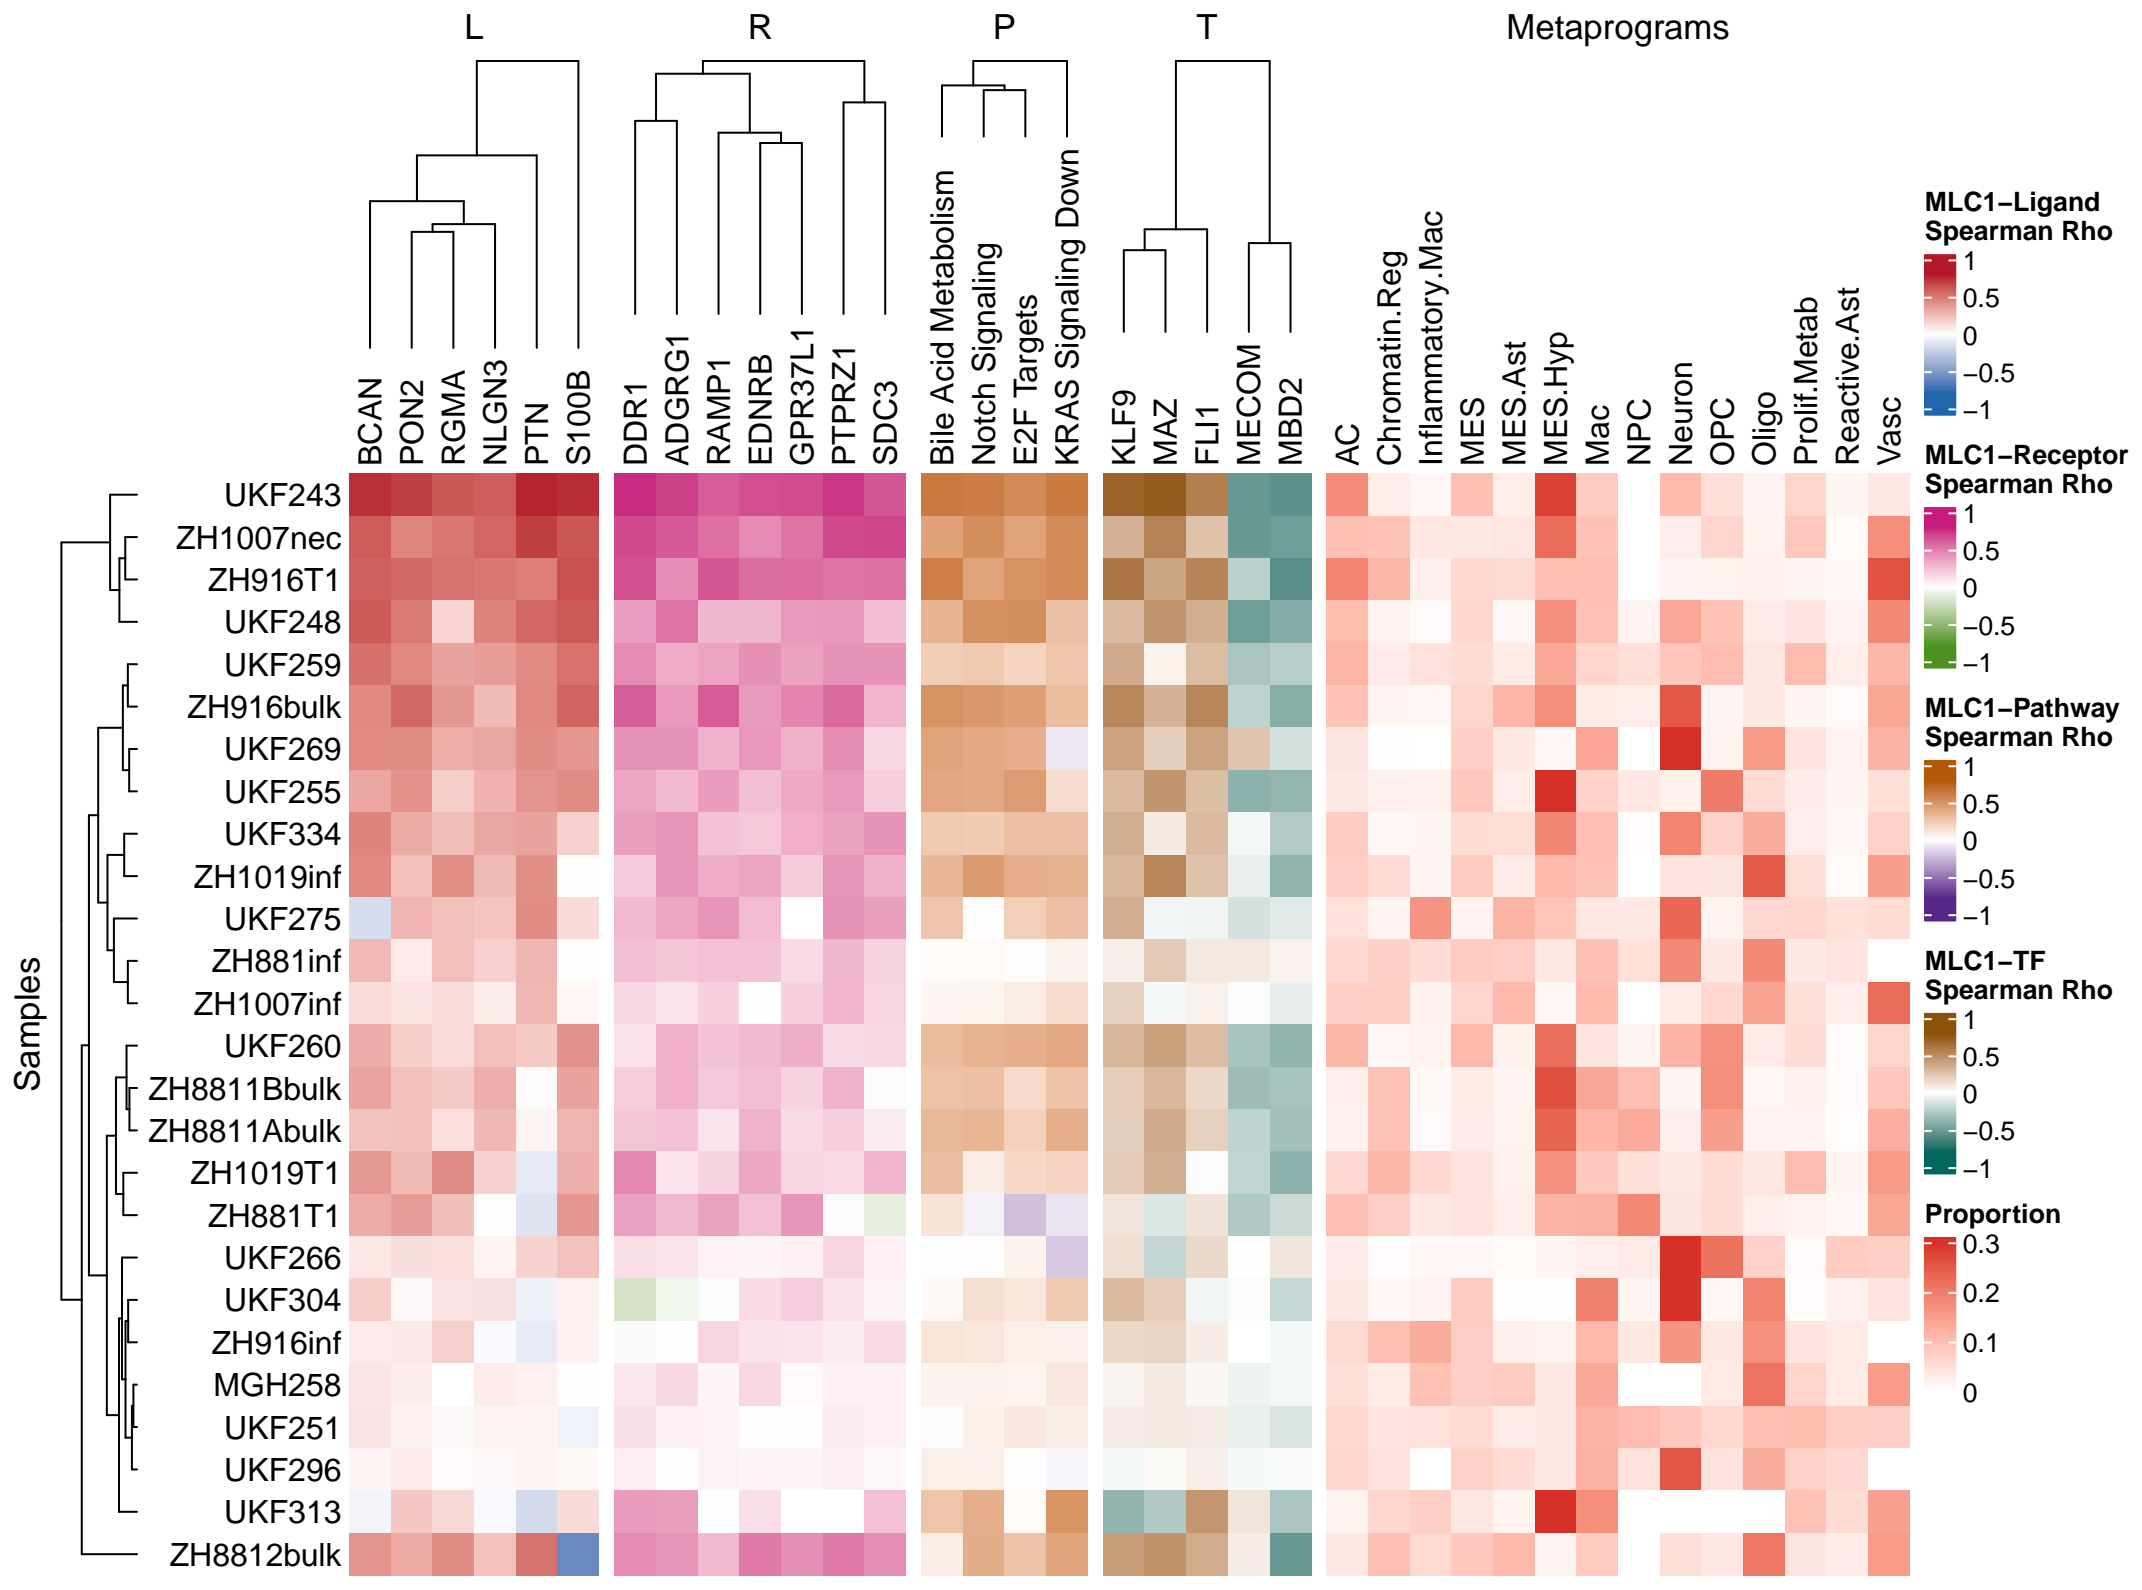 L R P T Metaprograms
BCAN
PON2
RGMA
NLGN3
PTN
S100B
DDR1
ADGRG1
RAMP1
EDNRB
GPR37L1
PTPRZ1
SDC3
Bile Acid Metabolism
Notch Signaling
E2F Targets
KRAS Signaling Down
KLF9
MAZ
FLI1
MECOM
MBD2
AC
Chromatin.Reg
Inflammatory.Mac
MES
MES.Ast
MES.Hyp
Mac
NPC
Neuron
OPC
Oligo
Prolif.Metab
Reactive.Ast
Vasc
Samples
UKF243
ZH1007nec
ZH916T1
UKF248
UKF259
ZH916bulk
UKF269
UKF255
UKF334
ZH1019inf
UKF275
ZH881inf
ZH1007inf
UKF260
ZH8811Bbulk
ZH8811Abulk
ZH1019T1
ZH881T1
UKF266
UKF304
ZH916inf
MGH258
UKF251
UKF296
UKF313
ZH8812bulk
MLC1−Ligand
Spearman Rho
1
0.5
0
−0.5
−1
MLC1−Receptor
Spearman Rho
1
0.5
0
−0.5
−1
MLC1−Pathway
Spearman Rho
1
0.5
0
−0.5
−1
MLC1−TF
Spearman Rho
1
0.5
0
−0.5
−1
Proportion
0.3
0.2
0.1
0